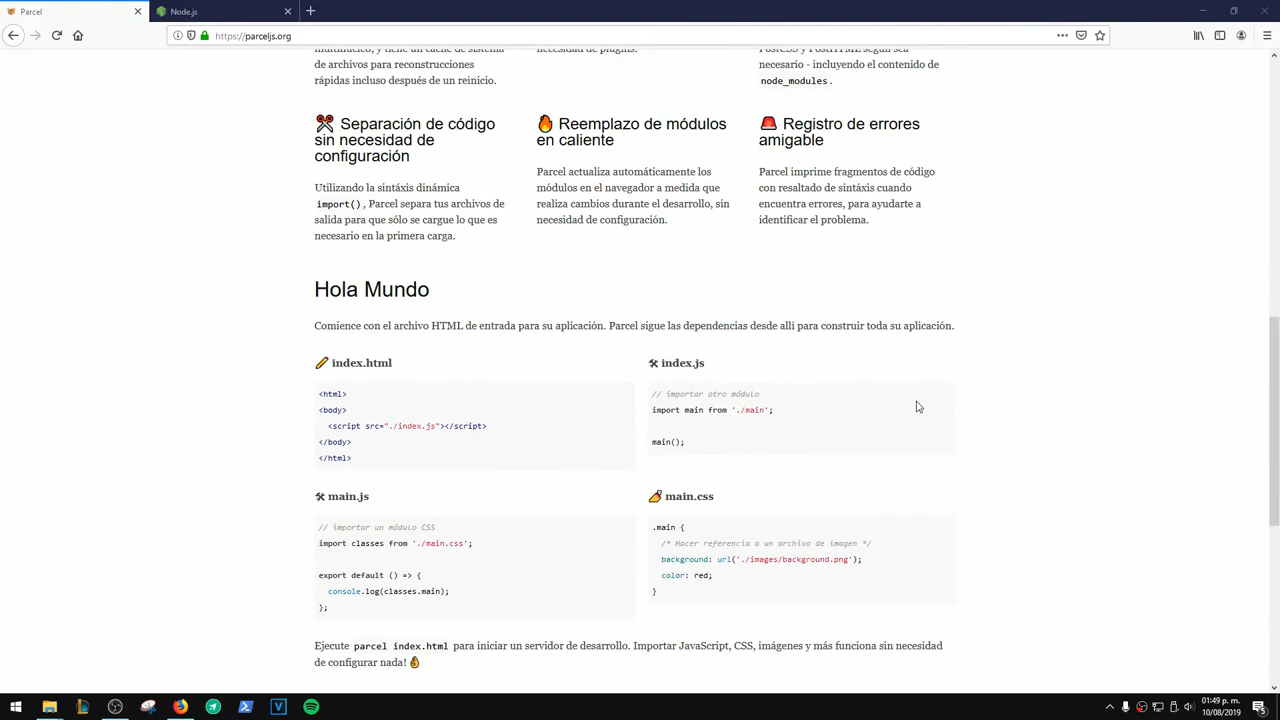 Parcel
Node.js
https://parceljs.org
multinúcleo, y tiene un caché de sistema
de archivos para reconstrucciones
rápidas incluso después de un reinicio.
necesidad de plugins.
PostCSS y PostHTML según sea
necesario - incluyendo el contenido de
node_modules.
Separación de código
sin necesidad de
configuración
Utilizando la sintáxis dinámica
import(), Parcel separa tus archivos de
salida para que sólo se cargue lo que es
necesario en la primera carga.
Reemplazo de módulos
en caliente
Parcel actualiza automáticamente los
módulos en el navegador a medida que
realiza cambios durante el desarrollo, sin
necesidad de configuración.
Registro de errores
amigable
Parcel imprime fragmentos de código
con resaltado de sintáxis cuando
encuentra errores, para ayudarte a
identificar el problema.
Hola Mundo
Comience con el archivo HTML de entrada para su aplicación. Parcel sigue las dependencias desde allí para construir toda su aplicación.
index.html
<html>
<body>
<script src="./index.js"></script>
</body>
</html>
index.js
// importar otro módulo
import main from './main';
main();
main.js
// importar un módulo CSS
import classes from './main.css';
export default () => {
console.log(classes.main);
};
main.css
.main {
/* Hacer referencia a un archivo de imagen */
background: url('./images/background.png');
color: red;
}
Ejecute parcel index.html para iniciar un servidor de desarrollo. Importar JavaScript, CSS, imágenes y más funciona sin necesidad
de configurar nada!
01:49 p. m.
10/08/2019
5